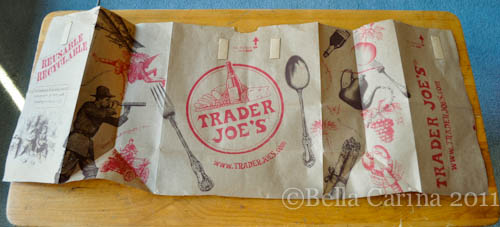 REUSABLE
RECYCLABLE
TRADER
JOE'S
WWW.TRADERJOES.com
TRADER JOE'S
WWW.TRADERJOES.com
©Bella Carina 2011